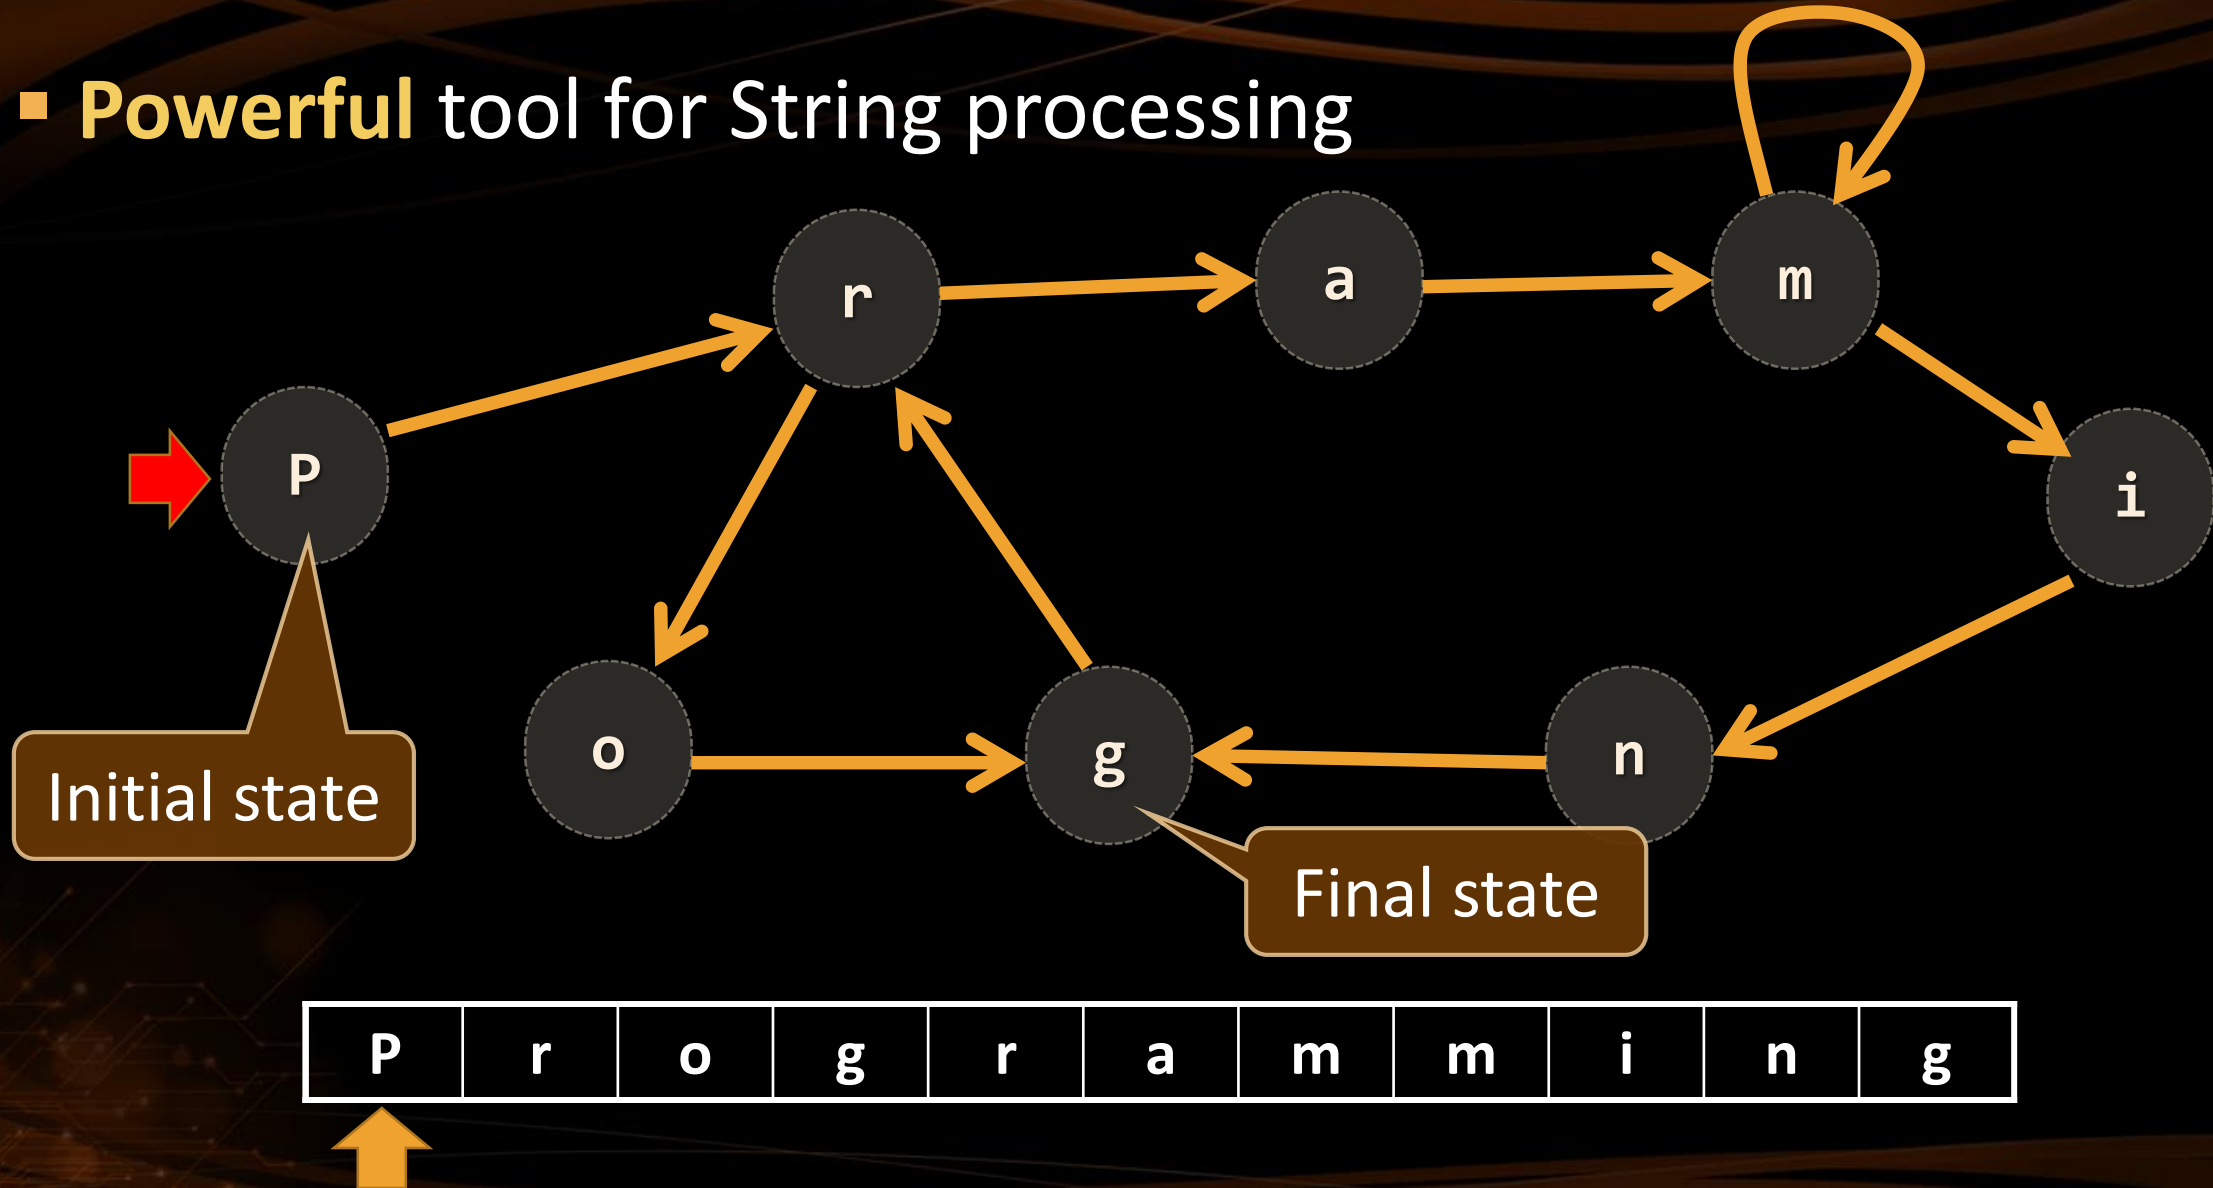 Powerful tool for String processing
r
a
m
P
i
o
g
n
Initial state
Final state
P r o g r a m m i n g